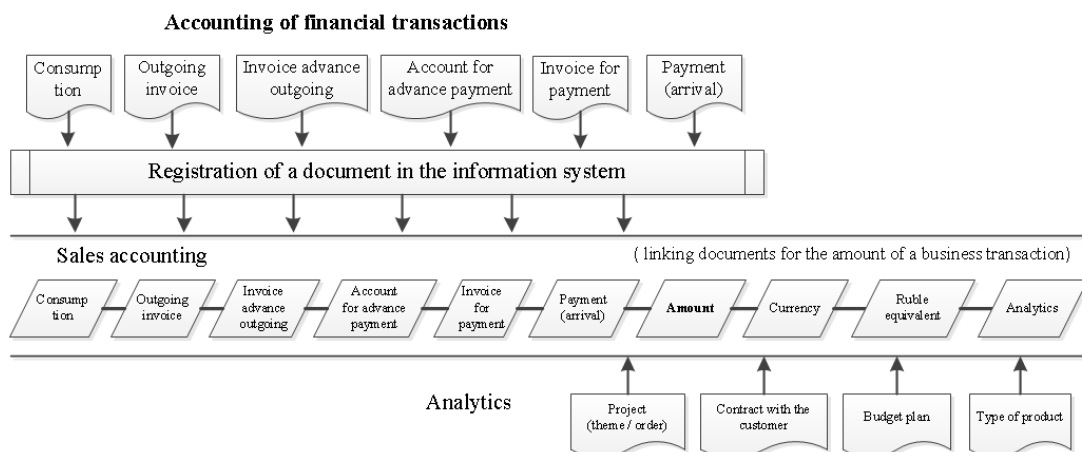 Accounting of financial transactions
Consump
tion
Outgoing
invoice
Invoice advance
outgoing
Account for
advance payment
Invoice for
payment
Payment
(arrival)
Registration of a document in the information system
Sales accounting
( linking documents for the amount of a business transaction)
Consump
tion
Outgoing
invoice
Invoice
advance
outgoing
Account
for advance
payment
Invoice
for
payment
Payment
(arrival)
Amount
Currency
Ruble
equivalent
Analytics
Analytics
Project
(theme / order)
Contract with the
customer
Budget plan
Type of product